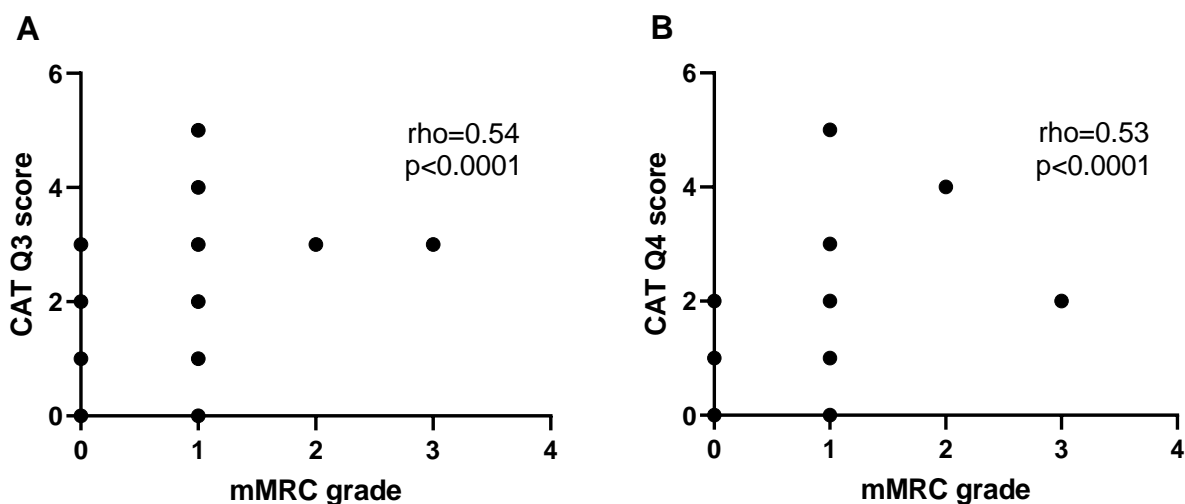 A
6
4
2
0
CAT Q3 score
rho=0.54
p<0.0001
0 1 2 3 4
mMRC grade
B
6
4
2
0
CAT Q4 score
rho=0.53
p<0.0001
0 1 2 3 4
mMRC grade